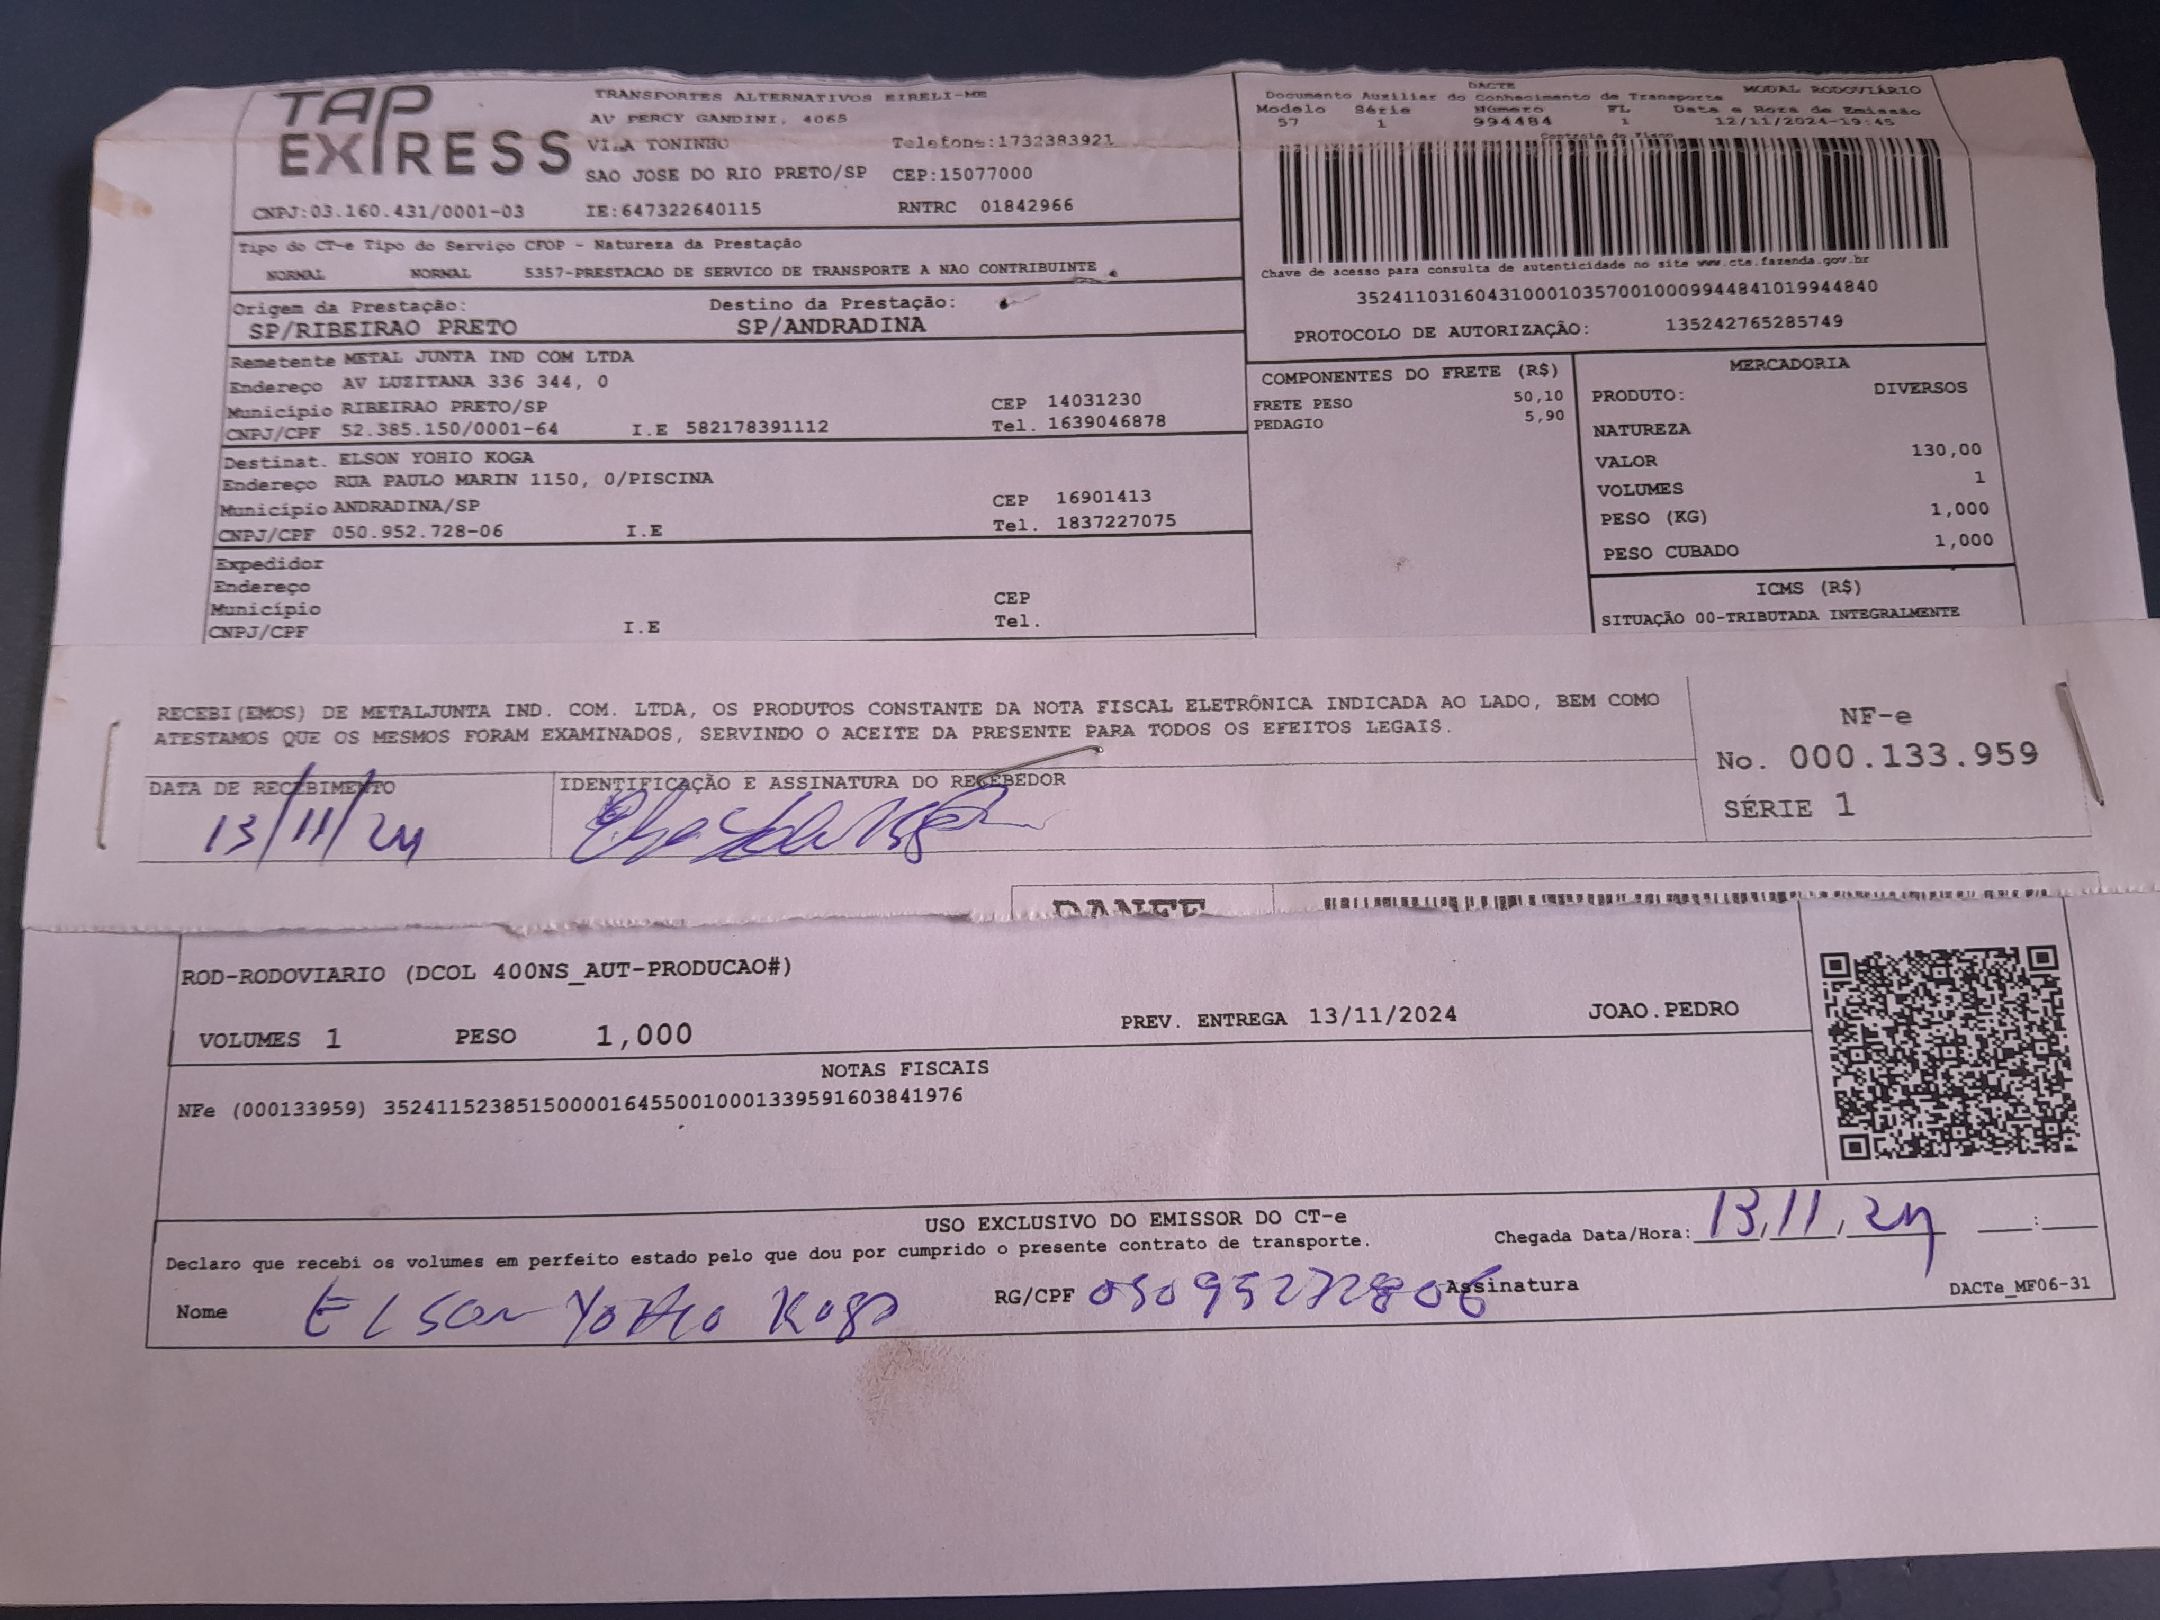 TAP EXPRESS
TRANSPORTES ALTERNATIVOS EIRELI-ME
AV PERCY GANDINI, 4065
VILA TONINHO Telefone:1732383921
SAO JOSE DO RIO PRETO/SP CEP:15077000
CNPJ:03.160.431/0001-03 IE:647322640115 RNTRC 01842966
DACTE MODAL RODOVIÁRIO
Documento Auxiliar do Conhecimento de Transporte
Modelo Série Número FL Data e Hora de Emissão
57 1 994484 1 12/11/2024-19:45
Controle do Fisco
Chave de acesso para consulta de autenticidade no site www.cte.fazenda.gov.br
35241103160431000103570010009944841019944840
PROTOCOLO DE AUTORIZAÇÃO: 135242765285749
Tipo do CT-e Tipo do Serviço CFOP - Natureza da Prestação
NORMAL NORMAL 5357-PRESTACAO DE SERVICO DE TRANSPORTE A NAO CONTRIBUINTE
Origem da Prestação: Destino da Prestação:
SP/RIBEIRAO PRETO SP/ANDRADINA
Remetente METAL JUNTA IND COM LTDA
Endereço AV LUZITANA 336 344, 0
Município RIBEIRAO PRETO/SP CEP 14031230
CNPJ/CPF 52.385.150/0001-64 I.E 582178391112 Tel. 1639046878
Destinat. ELSON YOHIO KOGA
Endereço RUA PAULO MARIN 1150, 0/PISCINA
Município ANDRADINA/SP CEP 16901413
CNPJ/CPF 050.952.728-06 I.E Tel. 1837227075
Expedidor
Endereço
Município CEP
CNPJ/CPF I.E Tel.
COMPONENTES DO FRETE (R$)
FRETE PESO 50,10
PEDAGIO 5,90
MERCADORIA
PRODUTO: DIVERSOS
NATUREZA
VALOR 130,00
VOLUMES 1
PESO (KG) 1,000
PESO CUBADO 1,000
ICMS (R$)
SITUAÇÃO 00-TRIBUTADA INTEGRALMENTE
RECEBI(EMOS) DE METALJUNTA IND. COM. LTDA, OS PRODUTOS CONSTANTE DA NOTA FISCAL ELETRÔNICA INDICADA AO LADO, BEM COMO
ATESTAMOS QUE OS MESMOS FORAM EXAMINADOS, SERVINDO O ACEITE DA PRESENTE PARA TODOS OS EFEITOS LEGAIS.
NF-e
No. 000.133.959
SÉRIE 1
DATA DE RECEBIMENTO IDENTIFICAÇÃO E ASSINATURA DO RECEBEDOR
13/11/24
DANFE
ROD-RODOVIARIO (DCOL 400NS_AUT-PRODUCAO#)
VOLUMES 1 PESO 1,000 PREV. ENTREGA 13/11/2024 JOAO.PEDRO
NOTAS FISCAIS
NFe (000133959) 35241152385150000164550010001339591603841976
USO EXCLUSIVO DO EMISSOR DO CT-e
Declaro que recebi os volumes em perfeito estado pelo que dou por cumprido o presente contrato de transporte. Chegada Data/Hora: 13/11/24 __:__
Nome Elson Yohio Koga RG/CPF 05095272806 Assinatura DACTe_MF06-31